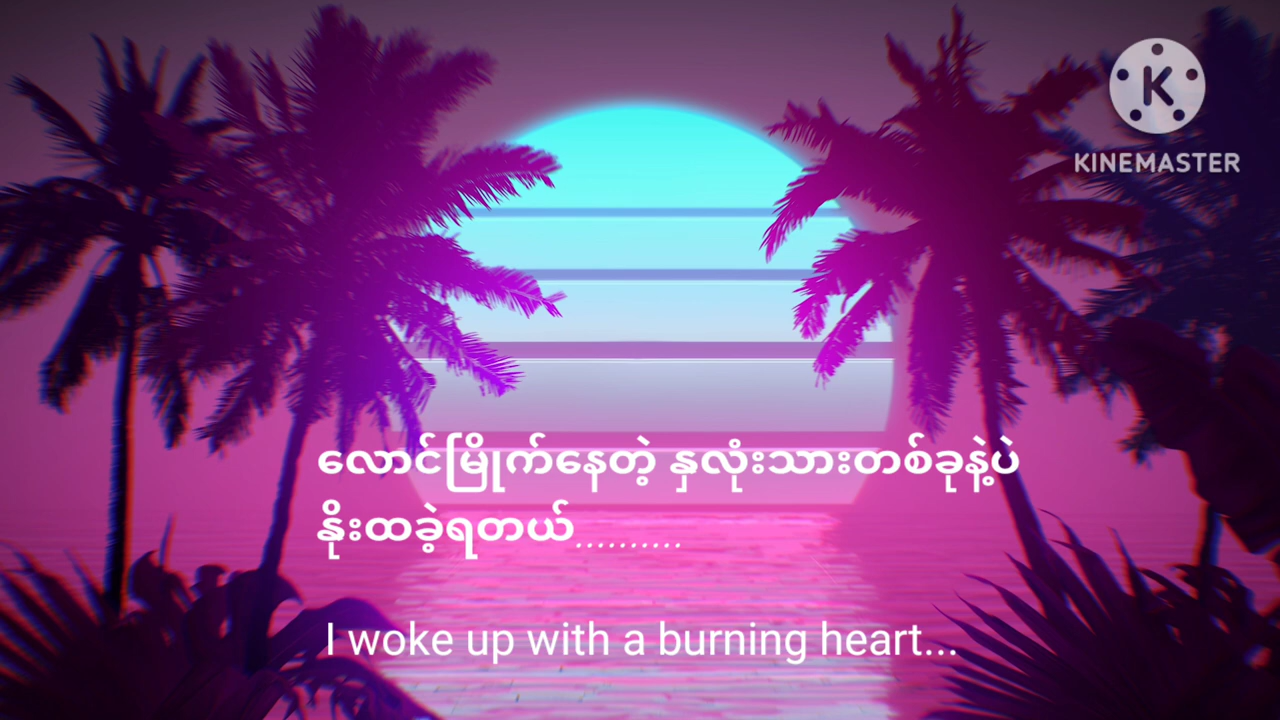 K
KINEMASTER
လောင်မြိုက်နေတဲ့ နှလုံးသားတစ်ခုနဲ့ပဲ
နိုးထခဲ့ရတယ်..........
I woke up with a burning heart...